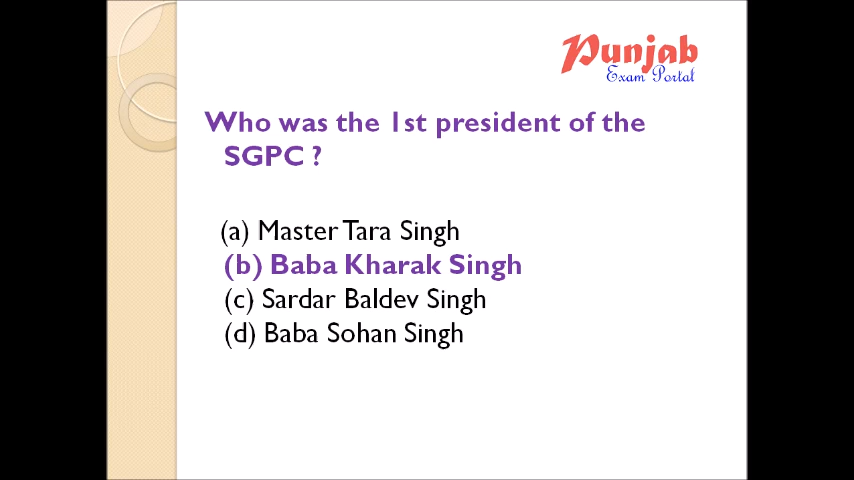 Punjab
Exam Portal
Who was the 1st president of the
SGPC ?
(a) Master Tara Singh
(b) Baba Kharak Singh
(c) Sardar Baldev Singh
(d) Baba Sohan Singh